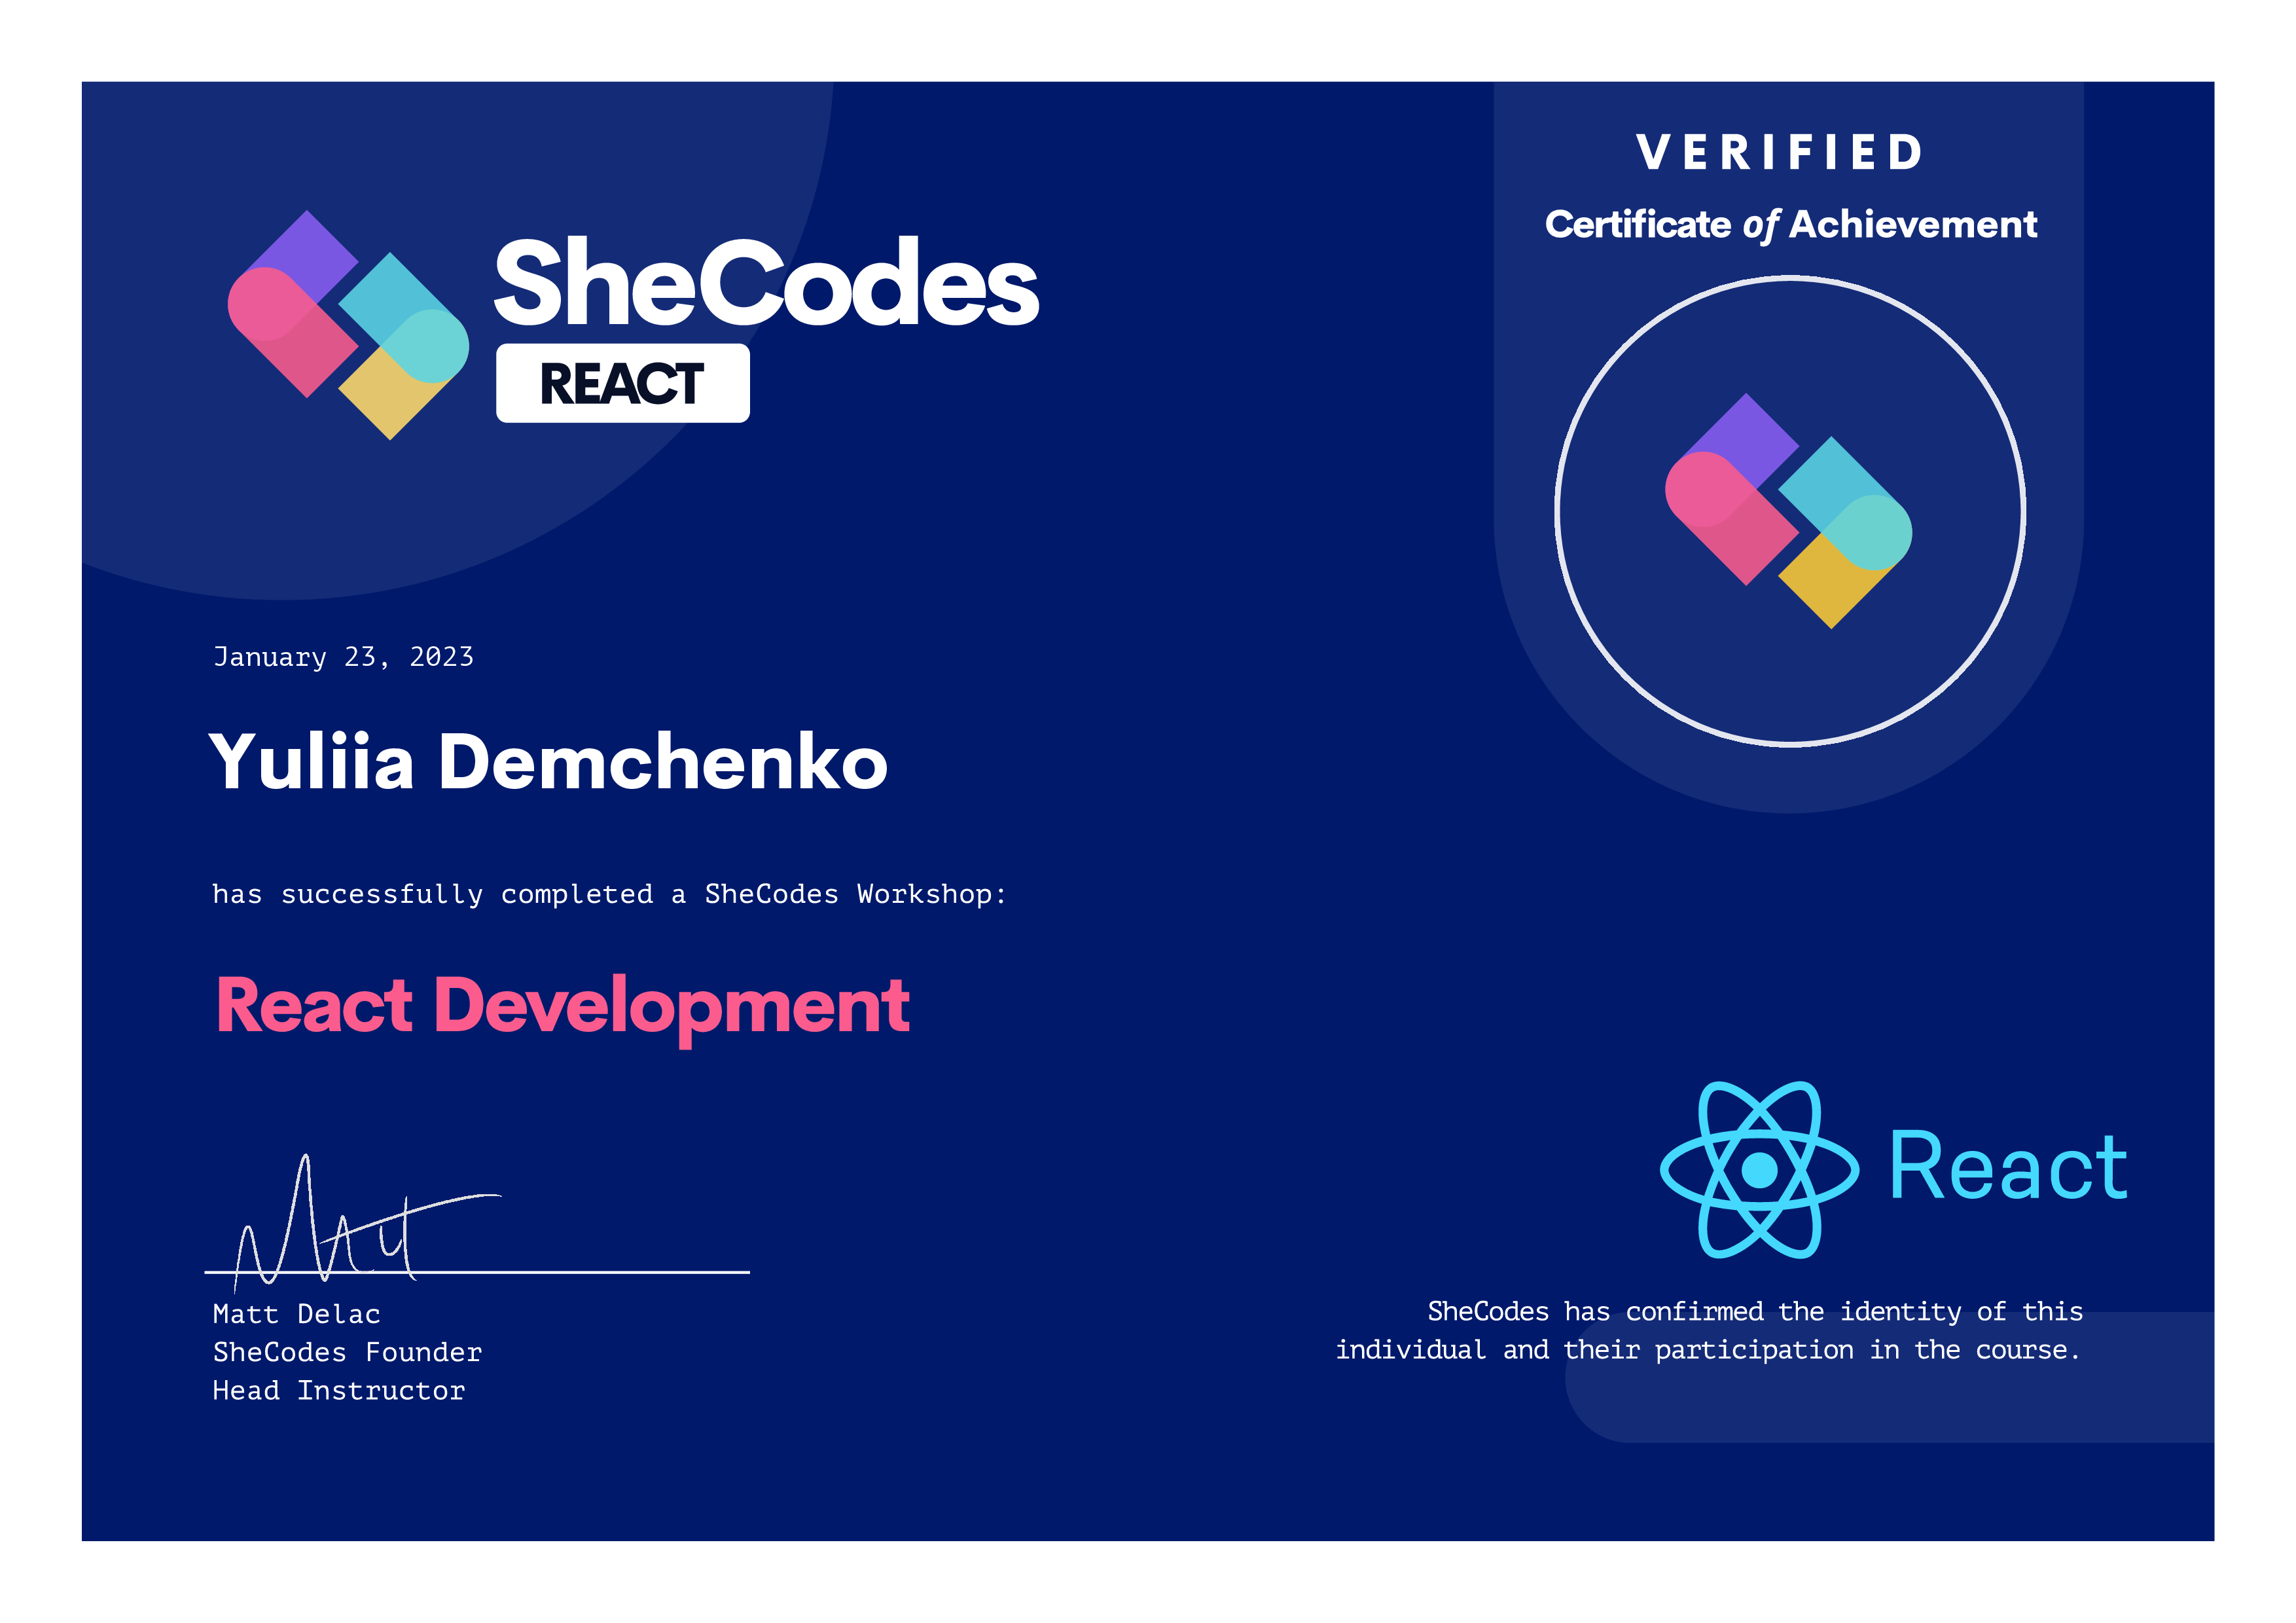 SheCodes
REACT
VERIFIED
Certificate of Achievement
January 23, 2023
Yuliia Demchenko
has successfully completed a SheCodes Workshop:
React Development
Matt
Matt Delac
SheCodes Founder
Head Instructor
React
SheCodes has confirmed the identity of this
individual and their participation in the course.